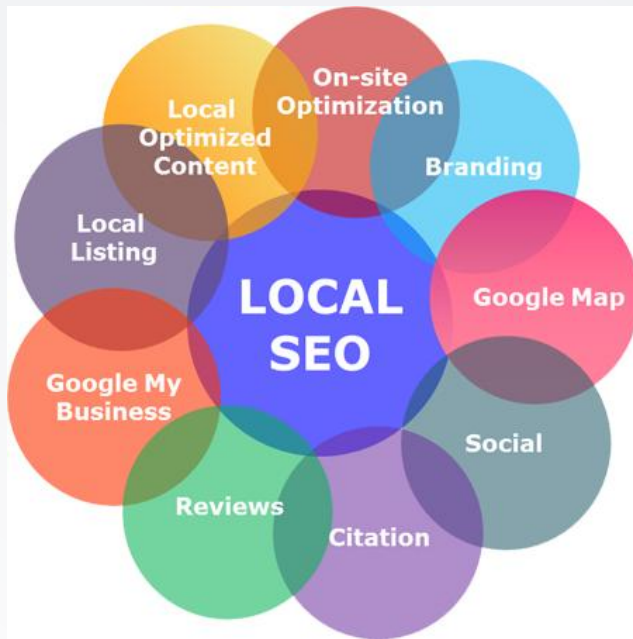 On-site
Optimization
Local
Optimized
Content
Branding
Local
Listing
LOCAL
SEO
Google Map
Google My
Business
Social
Reviews
Citation